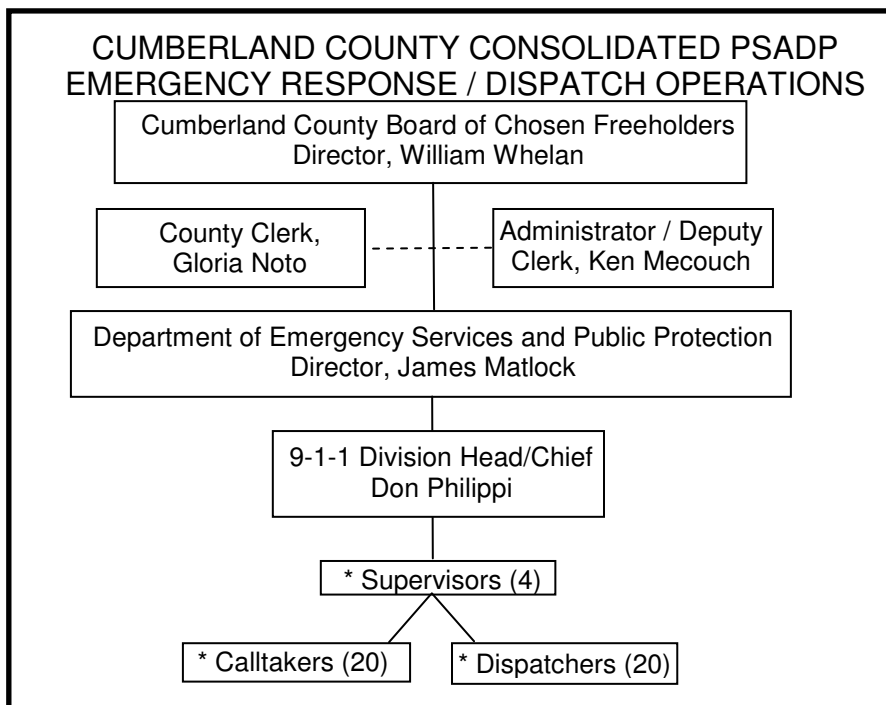 CUMBERLAND COUNTY CONSOLIDATED PSADP
EMERGENCY RESPONSE / DISPATCH OPERATIONS
Cumberland County Board of Chosen Freeholders
Director, William Whelan
County Clerk,
Gloria Noto
Administrator / Deputy
Clerk, Ken Mecouch
Department of Emergency Services and Public Protection
Director, James Matlock
9-1-1 Division Head/Chief
Don Philippi
* Supervisors (4)
* Calltakers (20)
* Dispatchers (20)